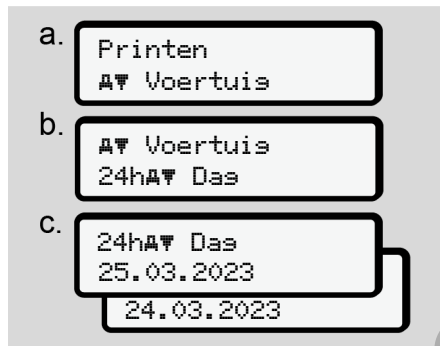 a.
Printen
Voertuig
b.
Voertuig
24h Dag
c.
24h Dag
25.03.2023
24.03.2023